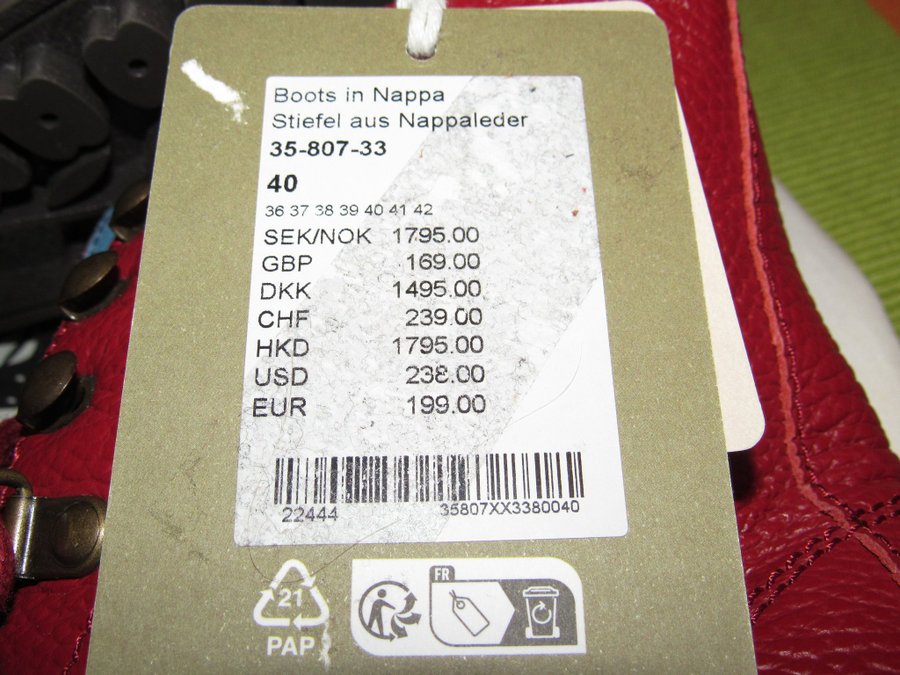 Boots in Nappa
Stiefel aus Nappaleder
35-807-33
40
36 37 38 39 40 41 42
SEK/NOK 1795.00
GBP 169.00
DKK 1495.00
CHF 239.00
HKD 1795.00
USD 238.00
EUR 199.00
22444 35807XX3380040
21
PAP
FR